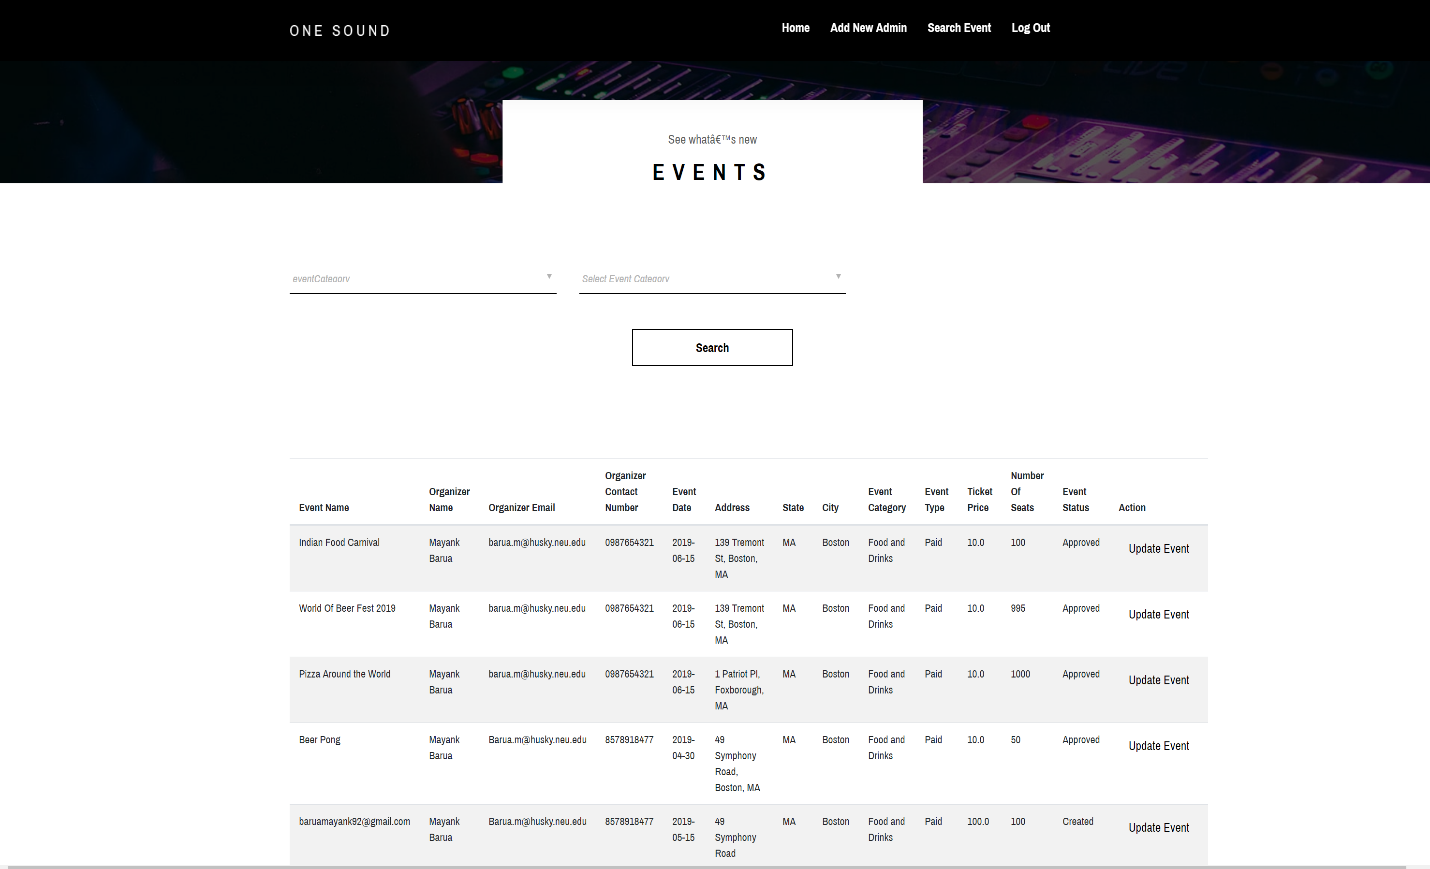 ONE SOUND
Home Add New Admin Search Event Log Out
See whatâ€™s new
EVENTS
eventCategory ▼ Select Event Category ▼
Search
Event Name Organizer Name Organizer Email Organizer Contact Number Event Date Address State City Event Category Event Type Ticket Price Number Of Seats Event Status Action
Indian Food Carnival Mayank Barua barua.m@husky.neu.edu 0987654321 2019-06-15 139 Tremont St, Boston, MA MA Boston Food and Drinks Paid 10.0 100 Approved Update Event
World Of Beer Fest 2019 Mayank Barua barua.m@husky.neu.edu 0987654321 2019-06-15 139 Tremont St, Boston, MA MA Boston Food and Drinks Paid 10.0 995 Approved Update Event
Pizza Around the World Mayank Barua barua.m@husky.neu.edu 0987654321 2019-06-15 1 Patriot Pl, Foxborough, MA MA Boston Food and Drinks Paid 10.0 1000 Approved Update Event
Beer Pong Mayank Barua Barua.m@husky.neu.edu 8578918477 2019-04-30 49 Symphony Road, Boston, MA MA Boston Food and Drinks Paid 10.0 50 Approved Update Event
baruamayank92@gmail.com Mayank Barua Barua.m@husky.neu.edu 8578918477 2019-05-15 49 Symphony Road MA Boston Food and Drinks Paid 100.0 100 Created Update Event